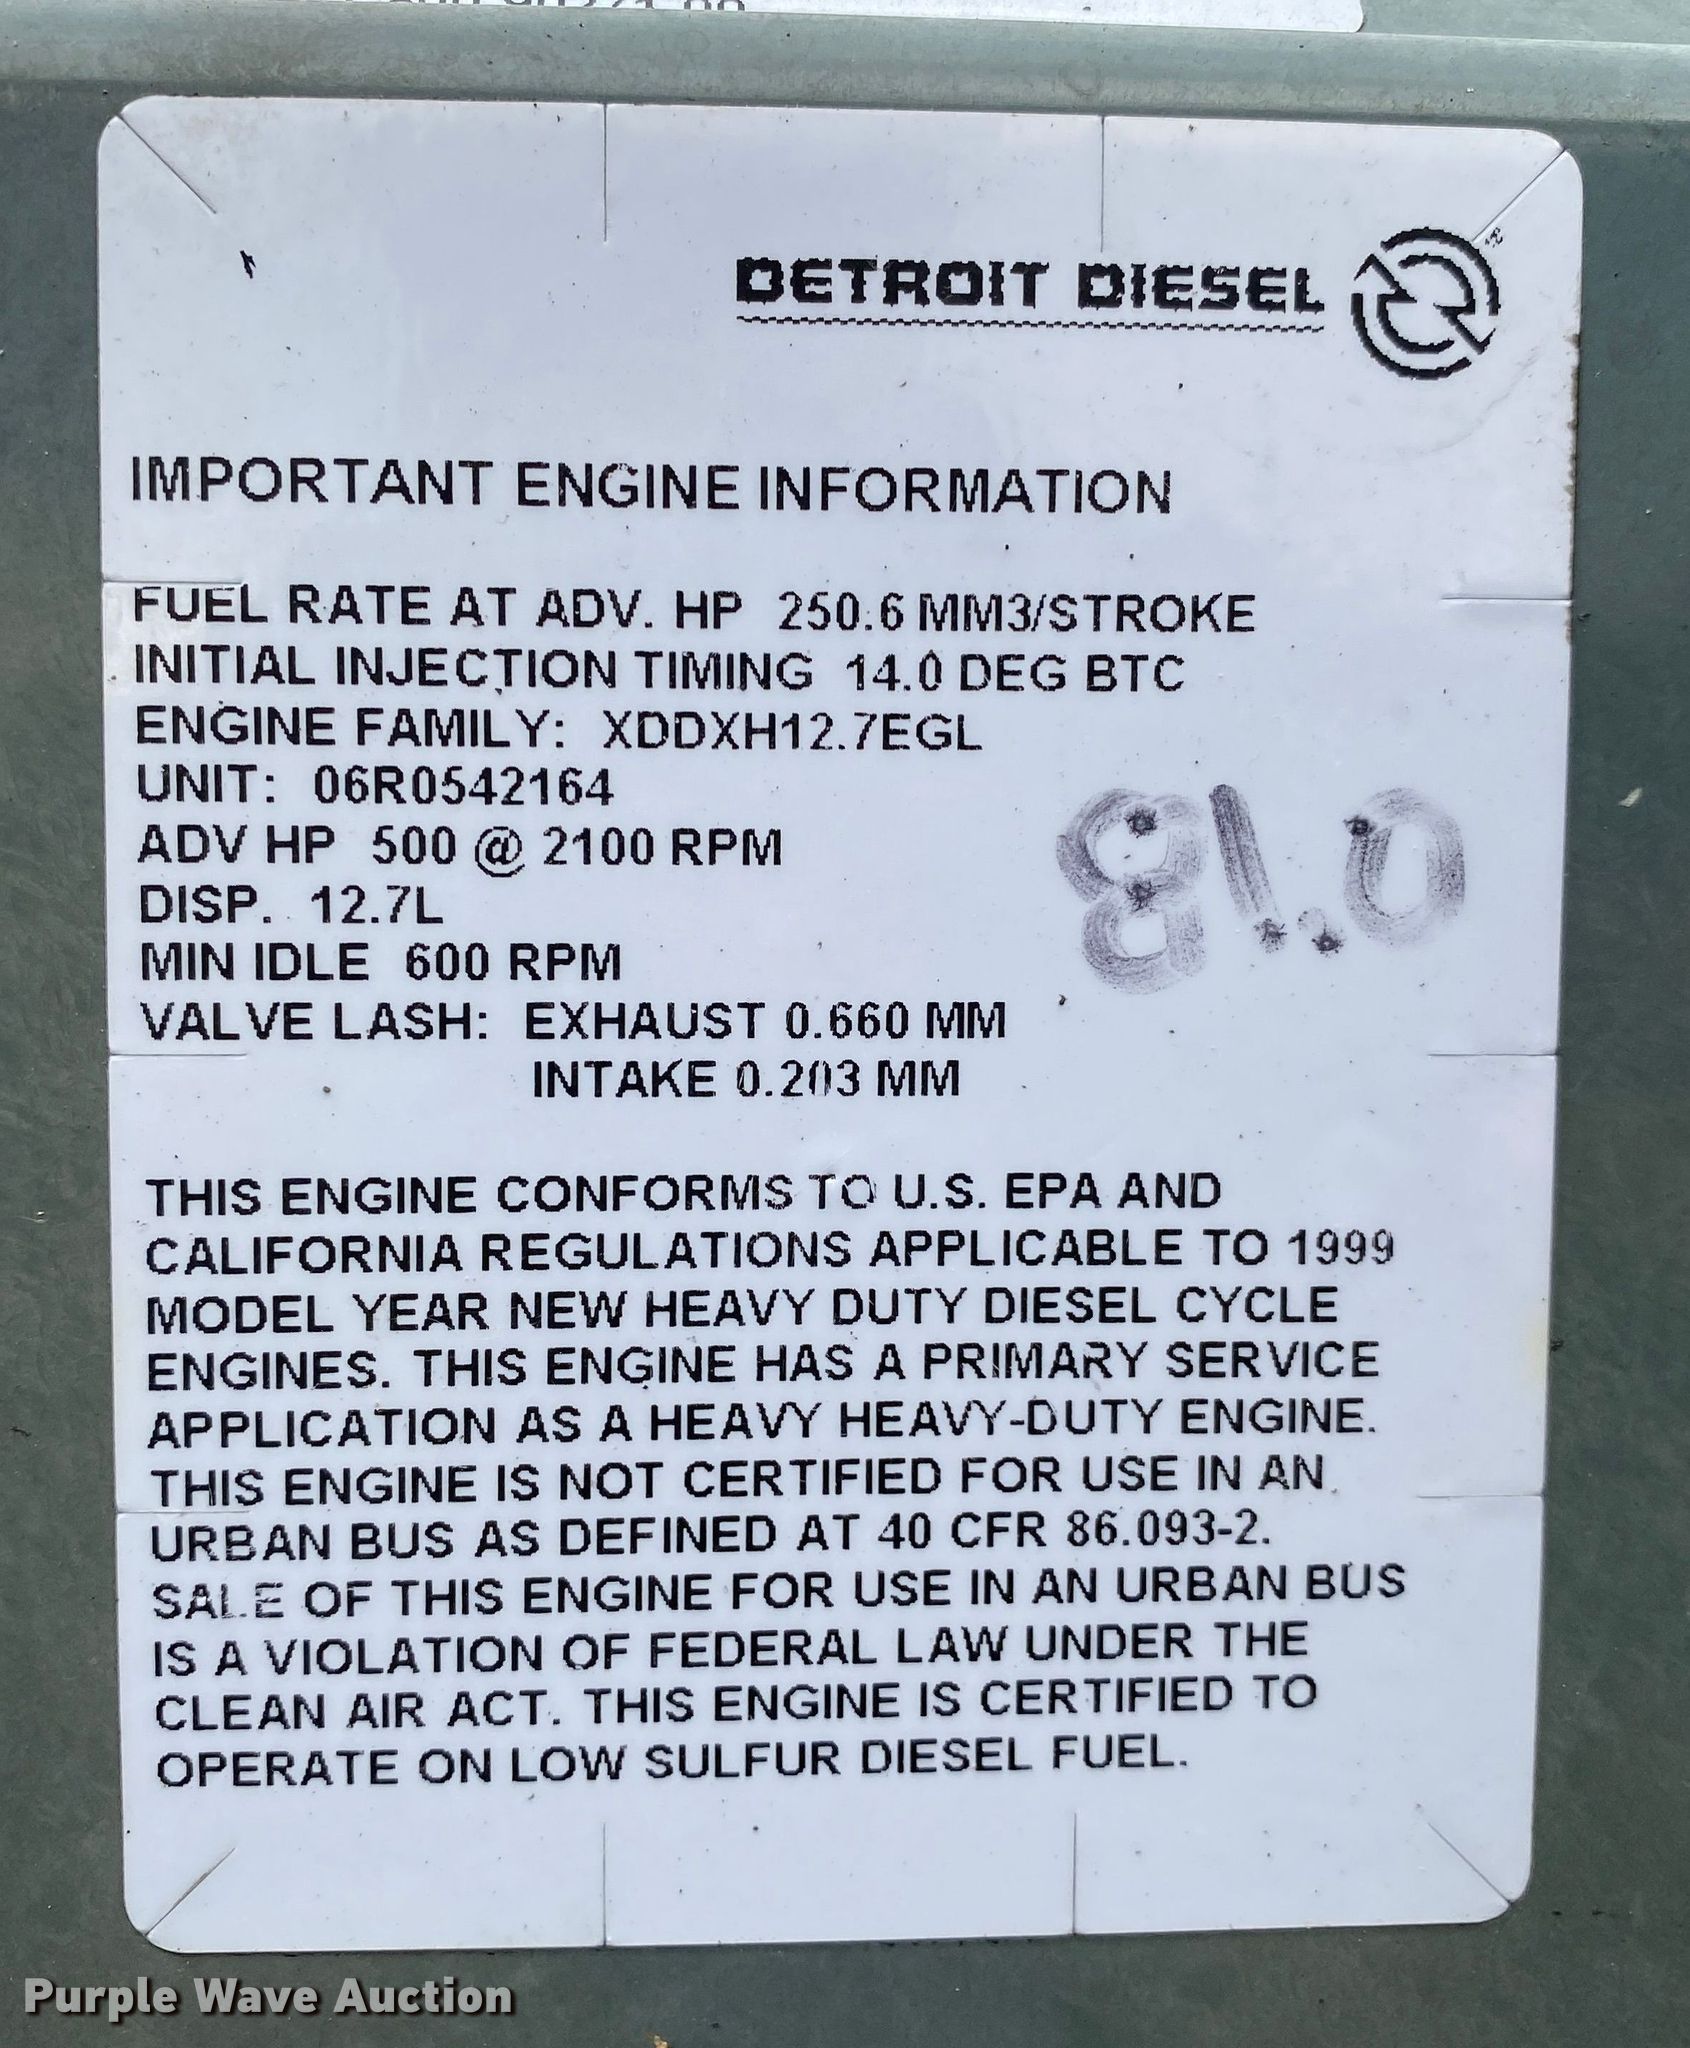 DETROIT DIESEL
IMPORTANT ENGINE INFORMATION
FUEL RATE AT ADV. HP 250.6 MM3/STROKE
INITIAL INJECTION TIMING 14.0 DEG BTC
ENGINE FAMILY: XDDXH12.7EGL
UNIT: 06R0542164
ADV HP 500 @ 2100 RPM
81.0
DISP. 12.7L
MIN IDLE 600 RPM
VALVE LASH: EXHAUST 0.660 MM
INTAKE 0.203 MM
THIS ENGINE CONFORMS TO U.S. EPA AND
CALIFORNIA REGULATIONS APPLICABLE TO 1999
MODEL YEAR NEW HEAVY DUTY DIESEL CYCLE
ENGINES. THIS ENGINE HAS A PRIMARY SERVICE
APPLICATION AS A HEAVY HEAVY-DUTY ENGINE.
THIS ENGINE IS NOT CERTIFIED FOR USE IN AN
URBAN BUS AS DEFINED AT 40 CFR 86.093-2.
SALE OF THIS ENGINE FOR USE IN AN URBAN BUS
IS A VIOLATION OF FEDERAL LAW UNDER THE
CLEAN AIR ACT. THIS ENGINE IS CERTIFIED TO
OPERATE ON LOW SULFUR DIESEL FUEL.
Purple Wave Auction